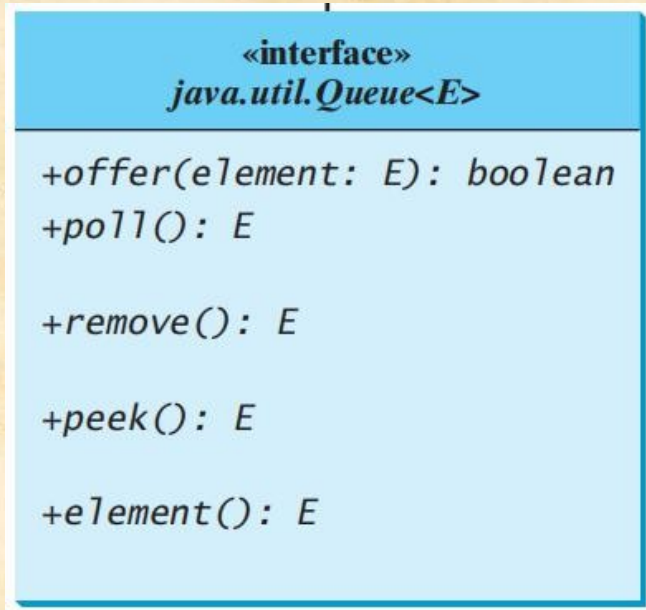 «interface»
java.util.Queue<E>
+offer(element: E): boolean
+poll(): E
+remove(): E
+peek(): E
+element(): E